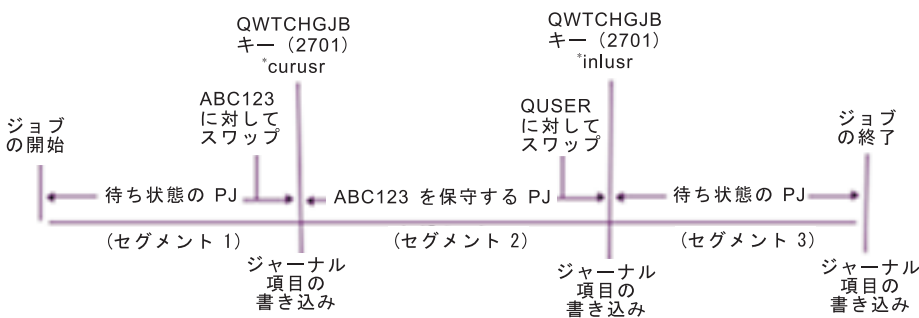 QWTCHGJB
キー（2701）
*curusr
QWTCHGJB
キー（2701）
*inlusr
ABC123
に対して
スワップ
QUSER
に対して
スワップ
ジョブ
の開始
ジョブ
の終了
待ち状態の PJ
ABC123 を保守する PJ
待ち状態の PJ
(セグメント 1)
(セグメント 2)
(セグメント 3)
ジャーナル
項目の
書き込み
ジャーナル
項目の
書き込み
ジャーナル
項目の
書き込み